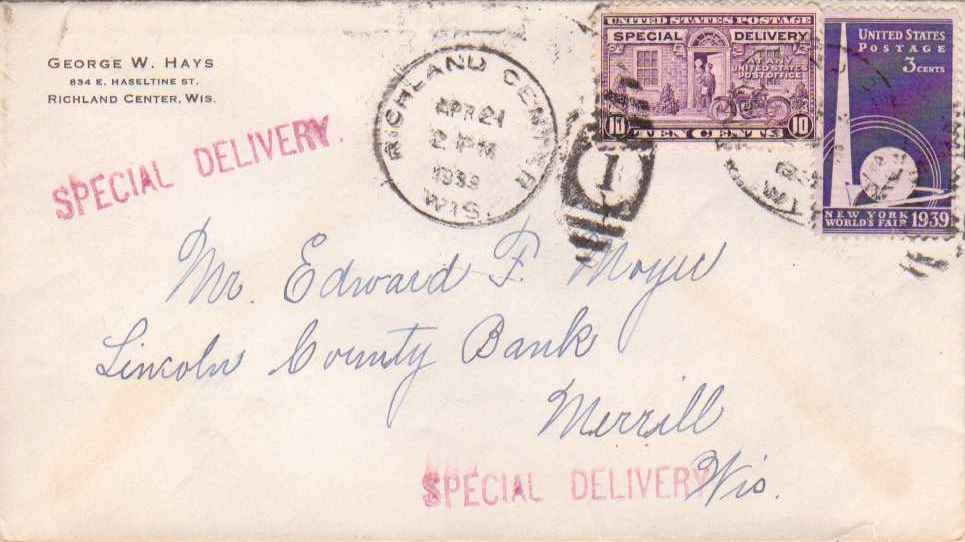 GEORGE W. HAYS
834 E. HASELTINE ST.
RICHLAND CENTER, WIS.
SPECIAL DELIVERY.
RICHLAND CENTER
APR 21
2 PM
1939
WIS.
1
UNITED STATES POSTAGE
SPECIAL DELIVERY
AT ANY
UNITED STATES
POST OFFICE
10 TEN CENTS 10
UNITED STATES
POSTAGE
3 CENTS
NEW YORK
WORLD'S FAIR 1939
Mr. Edward F.
Lincoln County Bank
Merrill
Wis.
SPECIAL DELIVERY